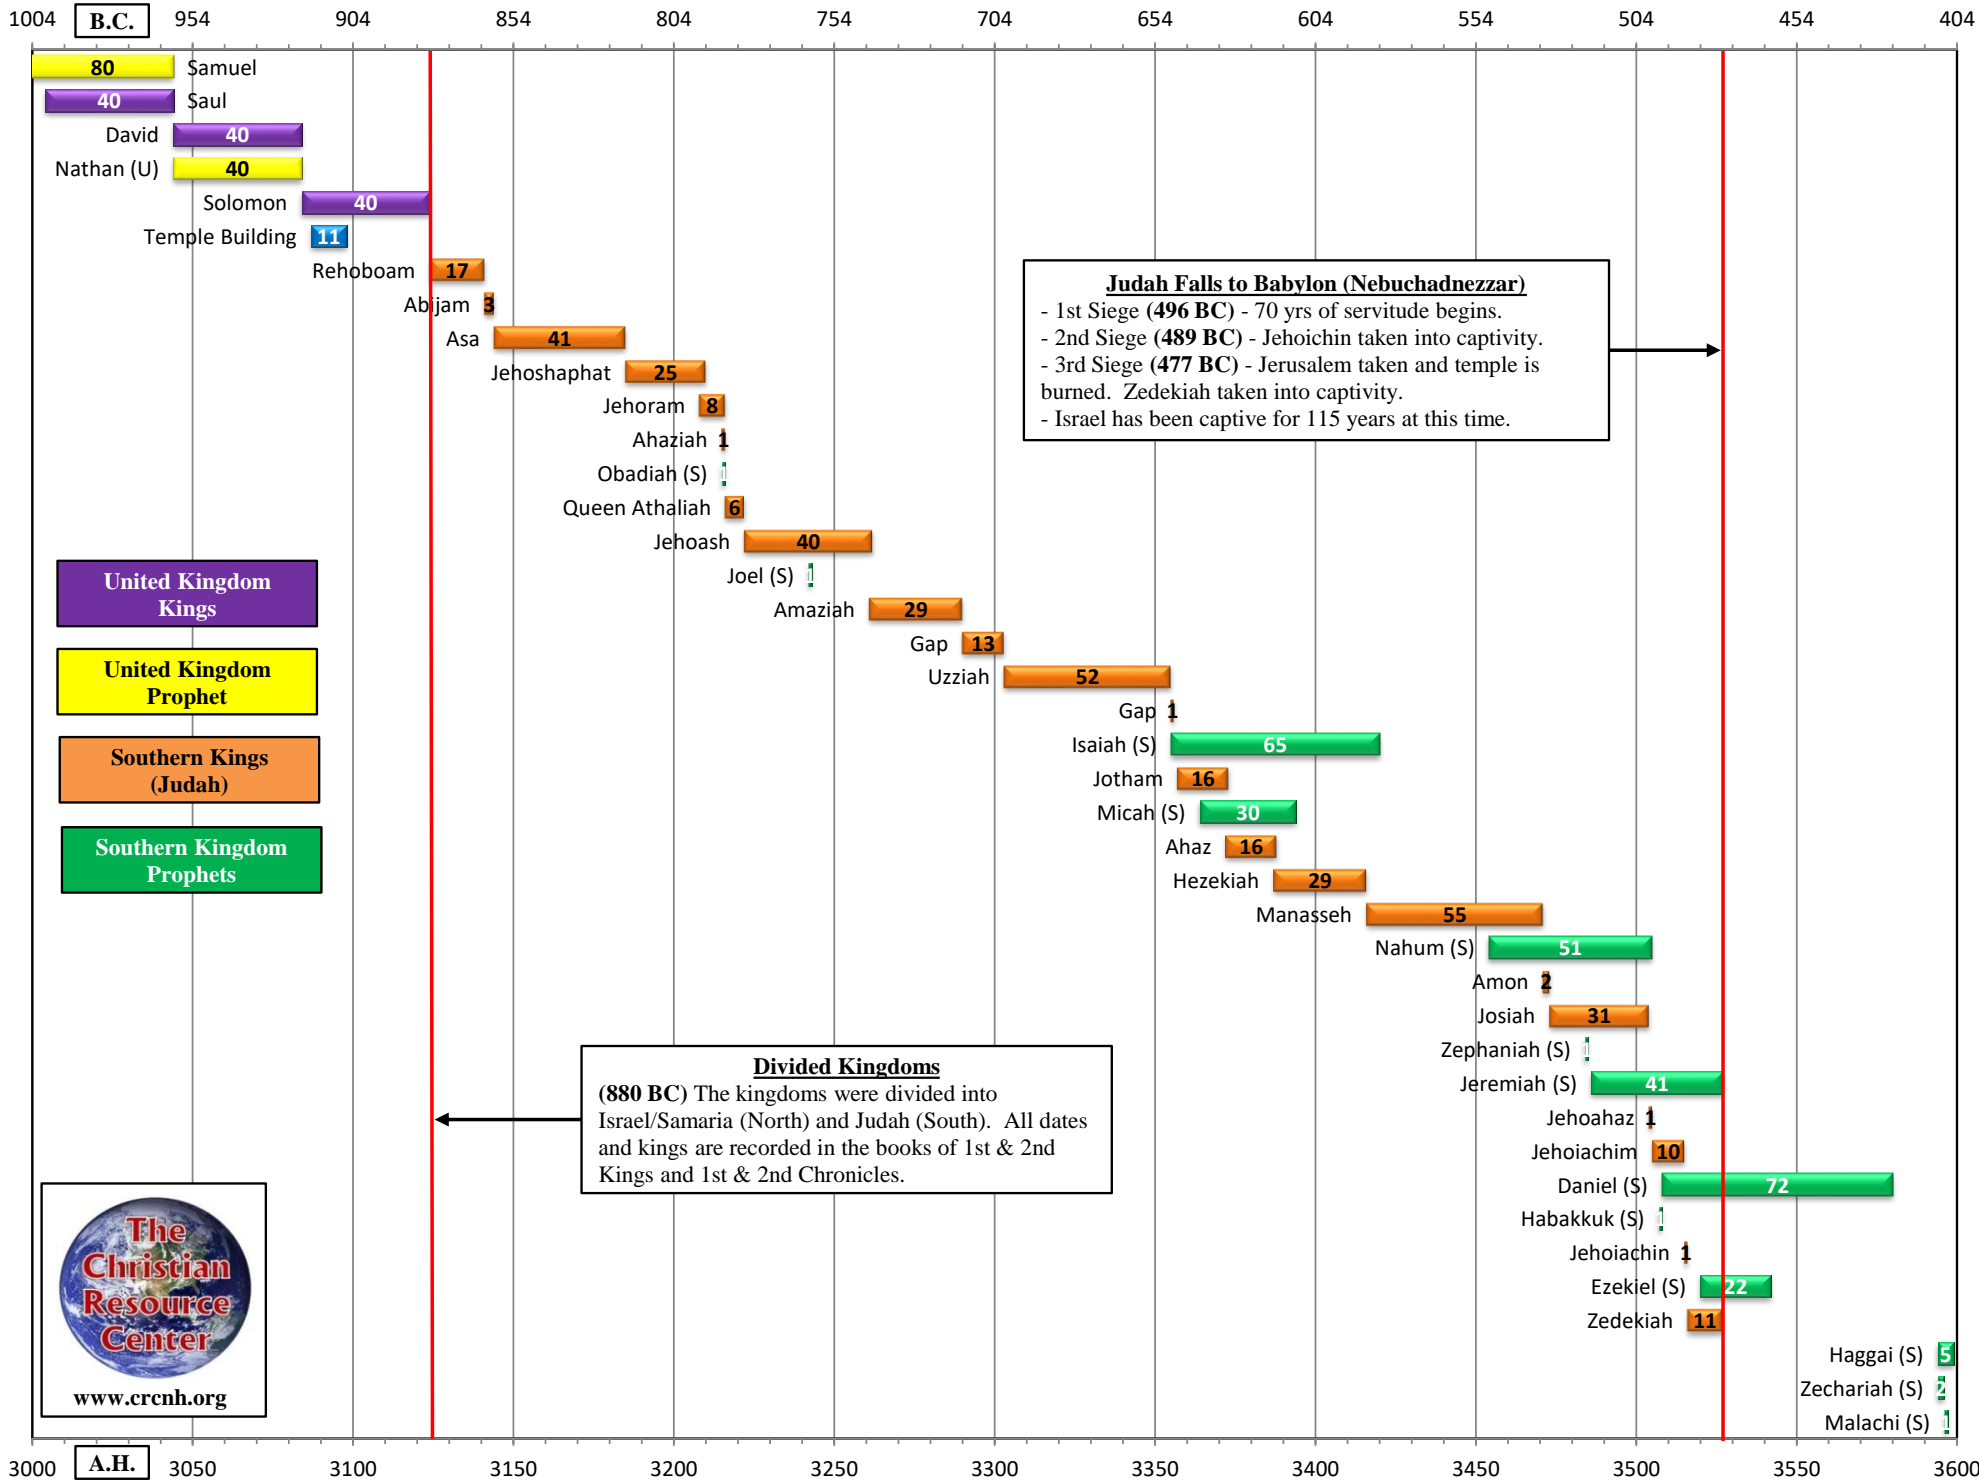 1004 B.C. 954 904 854 804 754 704 654 604 554 504 454 404
80 Samuel
40 Saul
David 40
Nathan (U) 40
Solomon 40
Temple Building 11
Rehoboam 17
Abijam 3
Asa 41
Jehoshaphat 25
Jehoram 8
Ahaziah 1
Obadiah (S) 1
Queen Athaliah 6
Jehoash 40
Joel (S) 1
Amaziah 29
Gap 13
Uzziah 52
Gap 1
Isaiah (S) 65
Jotham 16
Micah (S) 30
Ahaz 16
Hezekiah 29
Manasseh 55
Nahum (S) 51
Amon 2
Josiah 31
Zephaniah (S) 1
Jeremiah (S) 41
Jehoahaz 1
Jehoiachim 10
Daniel (S) 72
Habakkuk (S) 1
Jehoiachin 1
Ezekiel (S) 22
Zedekiah 11
Haggai (S) 5
Zechariah (S) 2
Malachi (S) 1
Judah Falls to Babylon (Nebuchadnezzar)
- 1st Siege (496 BC) - 70 yrs of servitude begins.
- 2nd Siege (489 BC) - Jehoichin taken into captivity.
- 3rd Siege (477 BC) - Jerusalem taken and temple is
burned. Zedekiah taken into captivity.
- Israel has been captive for 115 years at this time.
United Kingdom
Kings
United Kingdom
Prophet
Southern Kings
(Judah)
Southern Kingdom
Prophets
Divided Kingdoms
(880 BC) The kingdoms were divided into
Israel/Samaria (North) and Judah (South). All dates
and kings are recorded in the books of 1st & 2nd
Kings and 1st & 2nd Chronicles.
The
Christian
Resource
Center
www.crcnh.org
3000 A.H. 3050 3100 3150 3200 3250 3300 3350 3400 3450 3500 3550 3600